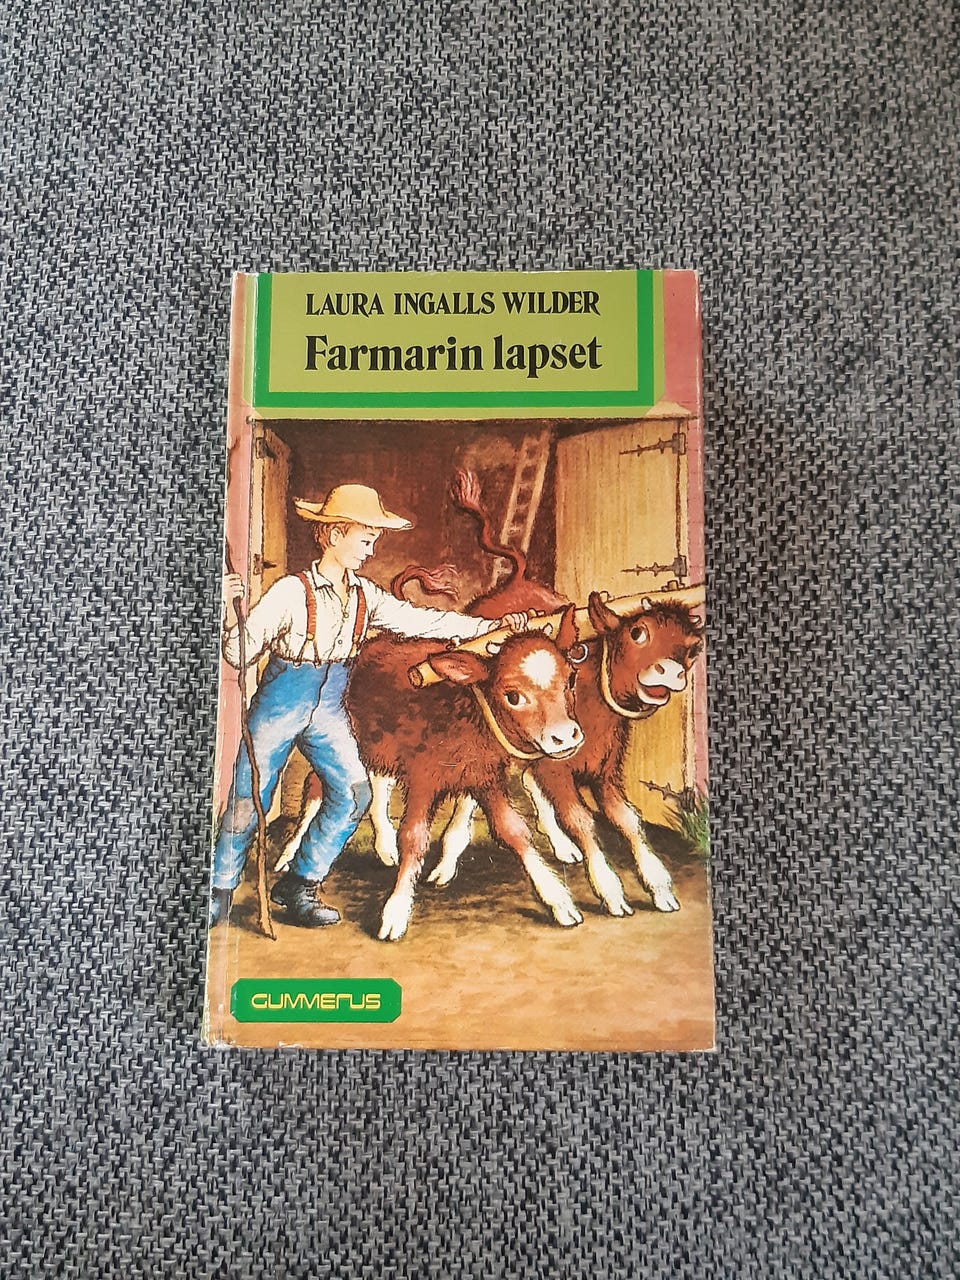 LAURA INGALLS WILDER
Farmarin lapset
GUMMERUS